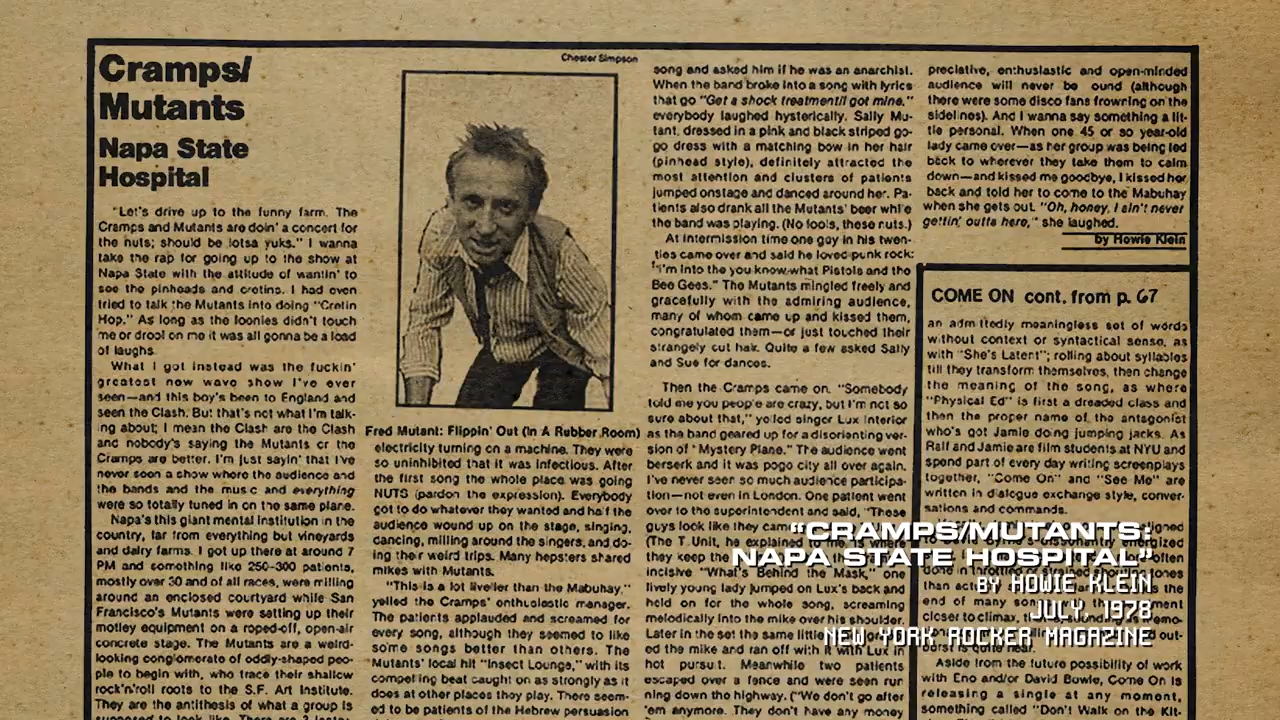 Cramps/
Mutants
Napa State
Hospital
"Let's drive up to the funny farm. The
Cramps and Mutants are doin' a concert for
the nuts; should be lotsa yuks." I wanna
take the rap for going up to the show at
Napa State with the attitude of wantin' to
see the pinheads and cretins. I had even
tried to talk the Mutants into doing "Cretin
Hop." As long as the loonies didn't touch
me or drool on me it was all gonna be a load
of laughs.
What I got instead was the fuckin'
greatest new wave show I've ever
seen—and this boy's been to England and
seen the Clash. But that's not what I'm talk-
ing about; I mean the Clash are the Clash
and nobody's saying the Mutants or the
Cramps are better. I'm just sayin' that I've
never seen a show where the audience and
the bands and the music and everything
were so totally tuned in on the same plane.
Napa's this giant mental institution in the
country, far from everything but vineyards
and dairy farms. I got up there at around 7
PM and something like 250-300 patients,
mostly over 30 and of all races, were milling
around an enclosed courtyard while San
Francisco's Mutants were setting up their
motley equipment on a roped-off, open-air
concrete stage. The Mutants are a weird-
looking conglomerate of oddly-shaped peo-
ple to begin with, who trace their shallow
rock'n'roll roots to the S.F. Art Institute.
They are the antithesis of what a group is
supposed to look like. There are 3
Chester Simpson
Fred Mutant: Flippin' Out (In A Rubber Room)
electricity turning on a machine. They were
so uninhibited that it was infectious. After
the first song the whole place was going
NUTS (pardon the expression). Everybody
got to do whatever they wanted and half the
audience wound up on the stage, singing,
dancing, milling around the singers, and do-
ing their weird trips. Many hepsters shared
mikes with Mutants.
"This is a lot livelier than the Mabuhay,"
yelled the Cramps' enthusiastic manager.
The patients applauded and screamed for
every song, although they seemed to like
some songs better than others. The
Mutants' local hit "Insect Lounge," with its
compelling beat caught on as strongly as it
does at other places they play. There seem-
ed to be patients of the Hebrew persuasion
song and asked him if he was an anarchist.
When the band broke into a song with lyrics
that go "Get a shock treatment/I got mine,"
everybody laughed hysterically. Sally Mu-
tant, dressed in a pink and black striped go-
go dress with a matching bow in her hair
(pinhead style), definitely attracted the
most attention and clusters of patients
jumped onstage and danced around her. Pa-
tients also drank all the Mutants' beer while
the band was playing. (No fools, these nuts.)
At intermission time one guy in his twen-
ties came over and said he loved punk rock:
"I'm into the you know-what Pistols and the
Bee Gees." The Mutants mingled freely and
gracefully with the admiring audience,
many of whom came up and kissed them,
congratulated them—or just touched their
strangely cut hair. Quite a few asked Sally
and Sue for dances.
Then the Cramps came on. "Somebody
told me you people are crazy, but I'm not so
sure about that," yelled singer Lux Interior
as the band geared up for a disorienting ver-
sion of "Mystery Plane." The audience went
berserk and it was pogo city all over again.
I've never seen so much audience participa-
tion—not even in London. One patient went
over to the superintendent and said, "These
guys look like they came
(The T Unit, he explained to me is where
they keep the
incisive "What's Behind the Mask," one
lively young lady jumped on Lux's back and
held on for the whole song, screaming
melodically into the mike over his shoulder.
Later in the set the same little
ed the mike and ran off with it with Lux in
hot pursuit. Meanwhile two patients
escaped over a fence and were seen run
ning down the highway. ("We don't go after
'em anymore. They don't have any money
preciative, enthusiastic and open-minded
audience will never be ound (although
there were some disco fans frowning on the
sidelines). And I wanna say something a lit-
tle personal. When one 45 or so year-old
lady came over—as her group was being led
back to wherever they take them to calm
down—and kissed me goodbye, I kissed her
back and told her to come to the Mabuhay
when she gets out. "Oh, honey, I ain't never
gettin' outta here," she laughed.
by Howie Klein
COME ON cont. from p. 67
an admittedly meaningless set of words
without context or syntactical sense, as
with "She's Latent"; rolling about syllables
till they transform themselves, then change
the meaning of the song, as where
"Physical Ed" is first a dreaded class and
then the proper name of the antagonist
who's got Jamie doing jumping jacks. As
Ralf and Jamie are film students at NYU and
spend part of every day writing screenplays
together, "Come On" and "See Me" are
written in dialogue exchange style, conver-
sations and commands.
than
end of many
closer to climax,
Aside from the future possibility of work
with Eno and/or David Bowie, Come On is
releasing a single at any moment,
something called "Don't Walk on the Kit-
"CRAMPS/MUTANTS:
NAPA STATE HOSPITAL"
BY HOWIE KLEIN
JULY, 1978
NEW YORK ROCKER MAGAZINE